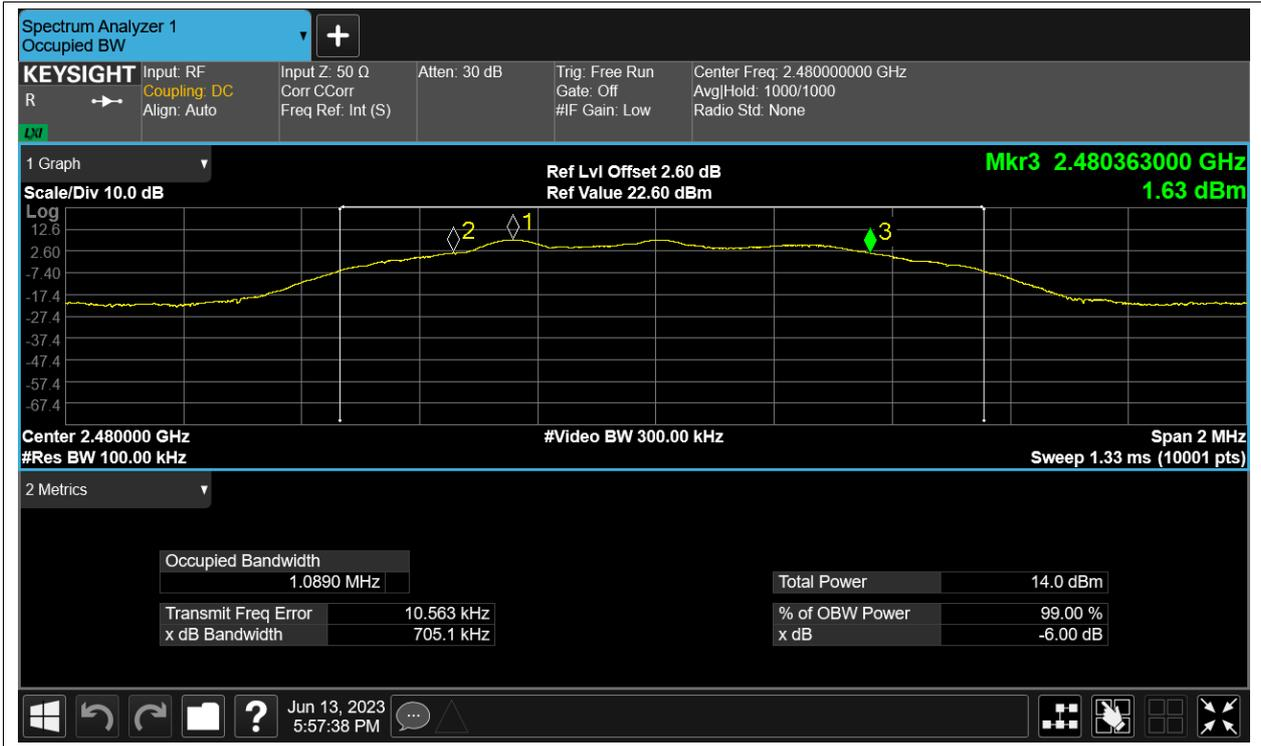 Spectrum Analyzer 1
Occupied BW
KEYSIGHT
R
LXI
Input: RF
Coupling: DC
Align: Auto
Input Z: 50 Ω
Corr CCorr
Freq Ref: Int (S)
Atten: 30 dB
Trig: Free Run
Gate: Off
#IF Gain: Low
Center Freq: 2.480000000 GHz
Avg|Hold: 1000/1000
Radio Std: None
1 Graph
Scale/Div 10.0 dB
Ref Lvl Offset 2.60 dB
Ref Value 22.60 dBm
Mkr3 2.480363000 GHz
1.63 dBm
Log
12.6
2.60
-7.40
-17.4
-27.4
-37.4
-47.4
-57.4
-67.4
2
1
3
Center 2.480000 GHz
#Res BW 100.00 kHz
#Video BW 300.00 kHz
Span 2 MHz
Sweep 1.33 ms (10001 pts)
2 Metrics
Occupied Bandwidth
1.0890 MHz
Transmit Freq Error 10.563 kHz
x dB Bandwidth 705.1 kHz
Total Power 14.0 dBm
% of OBW Power 99.00 %
x dB -6.00 dB
?
Jun 13, 2023
5:57:38 PM